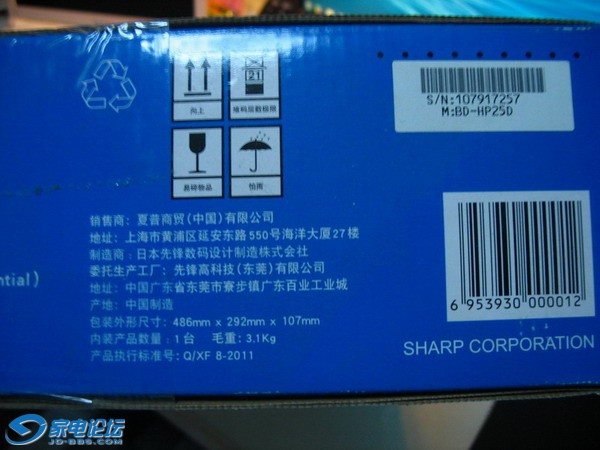 向上
21
堆码层数极限
易碎物品
怕雨
S/N:107917257
M:BD-HP25D
销售商：夏普商贸(中国)有限公司
地址：上海市黄浦区延安东路550号海洋大厦27楼
制造商：日本先锋数码设计制造株式会社
委托生产工厂：先锋高科技(东莞)有限公司
地址：中国广东省东莞市寮步镇广东百业工业城
产地：中国制造
包装外形尺寸：486mm x 292mm x 107mm
内装产品数量：1台 毛重：3.1Kg
产品执行标准号：Q/XF 8-2011
ntial)
6 953930 000012
SHARP CORPORATION
家电论坛
JD-BBS.COM